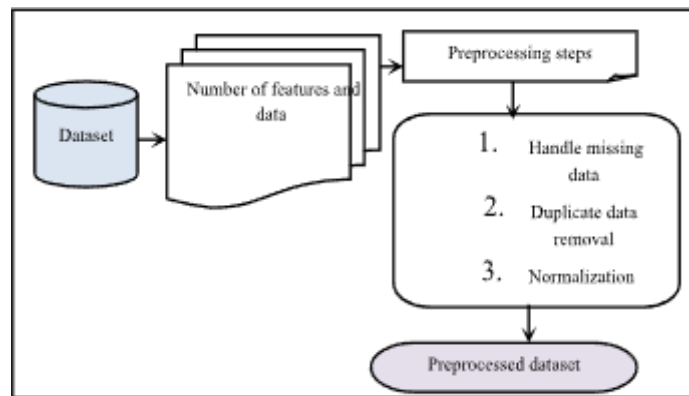 Preprocessing steps
Number of features and
data
Dataset
1. Handle missing
data
2. Duplicate data
removal
3. Normalization
Preprocessed dataset